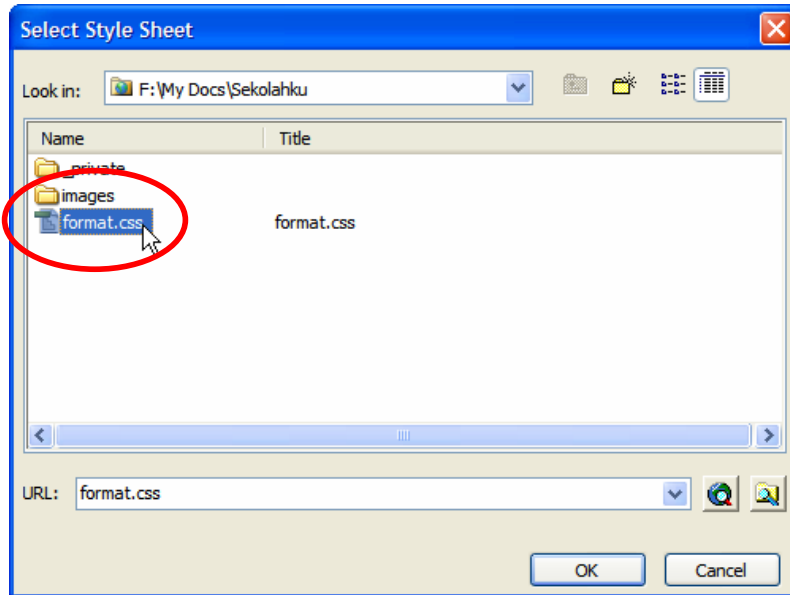 Select Style Sheet
Look in: F:\My Docs\Sekolahku
Name Title
_private
images
format.css format.css
URL: format.css
OK Cancel